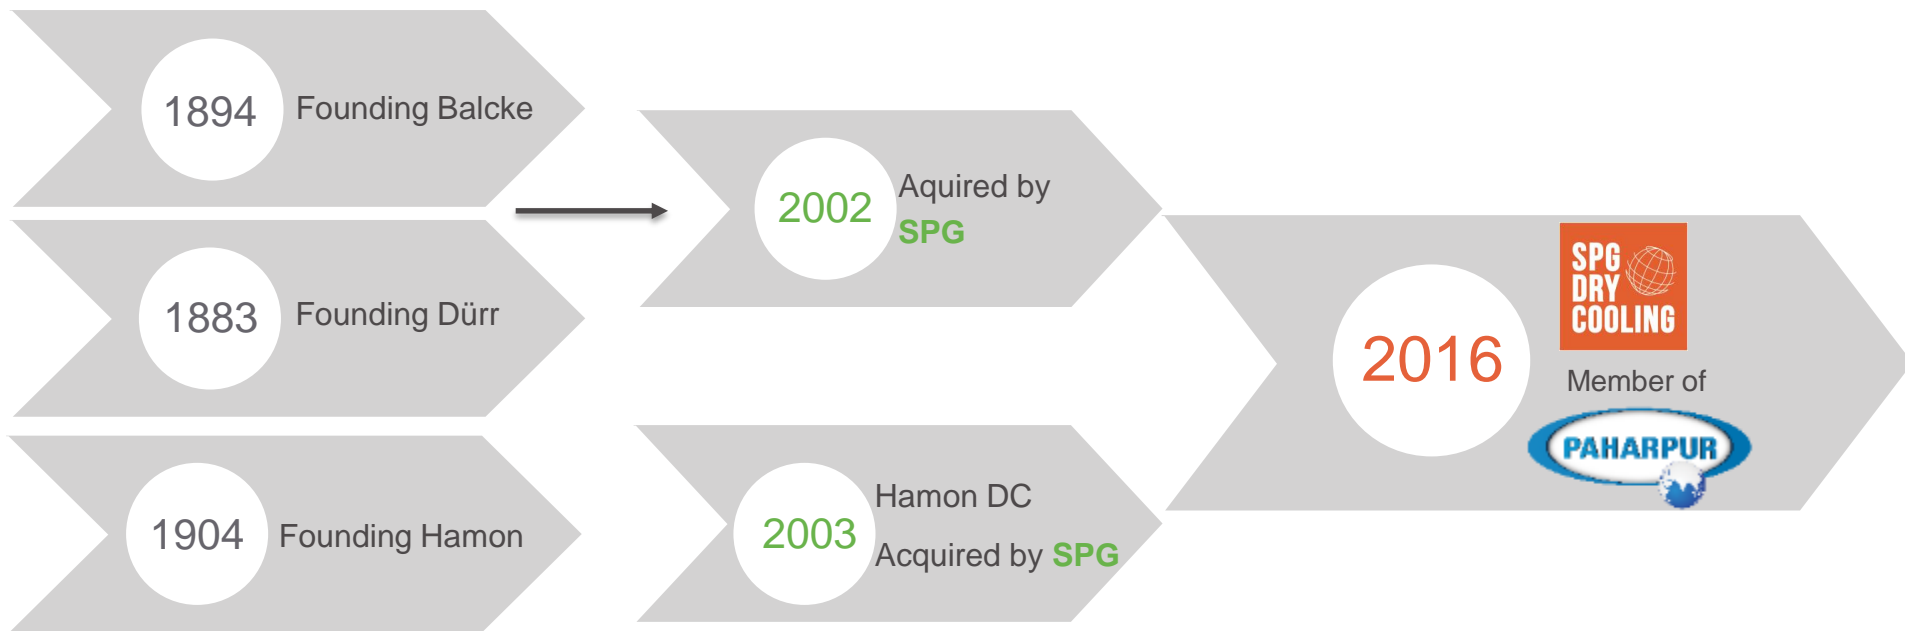 1894 Founding Balcke
1883 Founding Dürr
1904 Founding Hamon
2002 Aquired by
SPG
2003 Hamon DC
Acquired by SPG
2016
SPG
DRY
COOLING
Member of
PAHARPUR